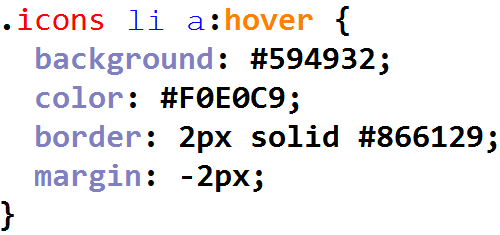 .icons li a:hover {
  background: #594932;
  color: #F0E0C9;
  border: 2px solid #866129;
  margin: -2px;
}